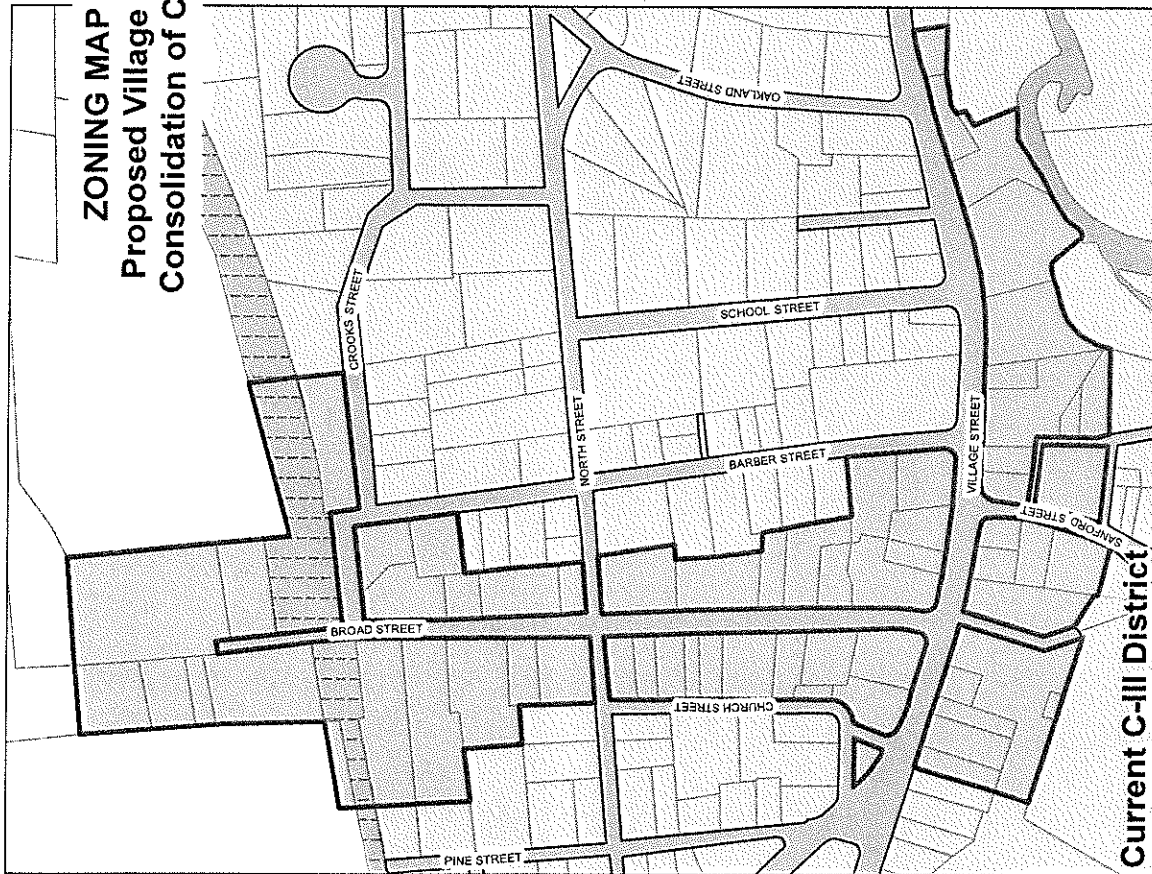 ZONING MAP
Proposed Village
Consolidation of C
CROOKS STREET
OAKLAND STREET
SCHOOL STREET
NORTH STREET
BARBER STREET
VILLAGE STREET
SANFORD STREET
BROAD STREET
CHURCH STREET
PINE STREET
Current C-III District